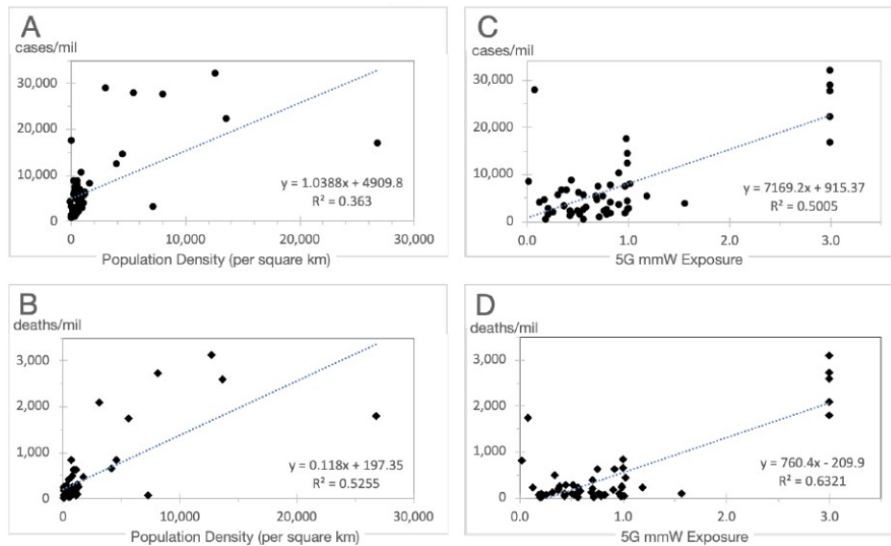 A
cases/mil
30,000
20,000
10,000
0
y = 1.0388x + 4909.8
R² = 0.363
0
10,000
20,000
30,000
Population Density (per square km)
C
cases/mil
30,000
20,000
10,000
0
y = 7169.2x + 915.37
R² = 0.5005
0.0
1.0
2.0
3.0
5G mmW Exposure
B
deaths/mil
3,000
2,000
1,000
0
y = 0.118x + 197.35
R² = 0.5255
0
10,000
20,000
30,000
Population Density (per square km)
D
deaths/mil
3,000
2,000
1,000
0
y = 760.4x - 209.9
R² = 0.6321
0.0
1.0
2.0
3.0
5G mmW Exposure